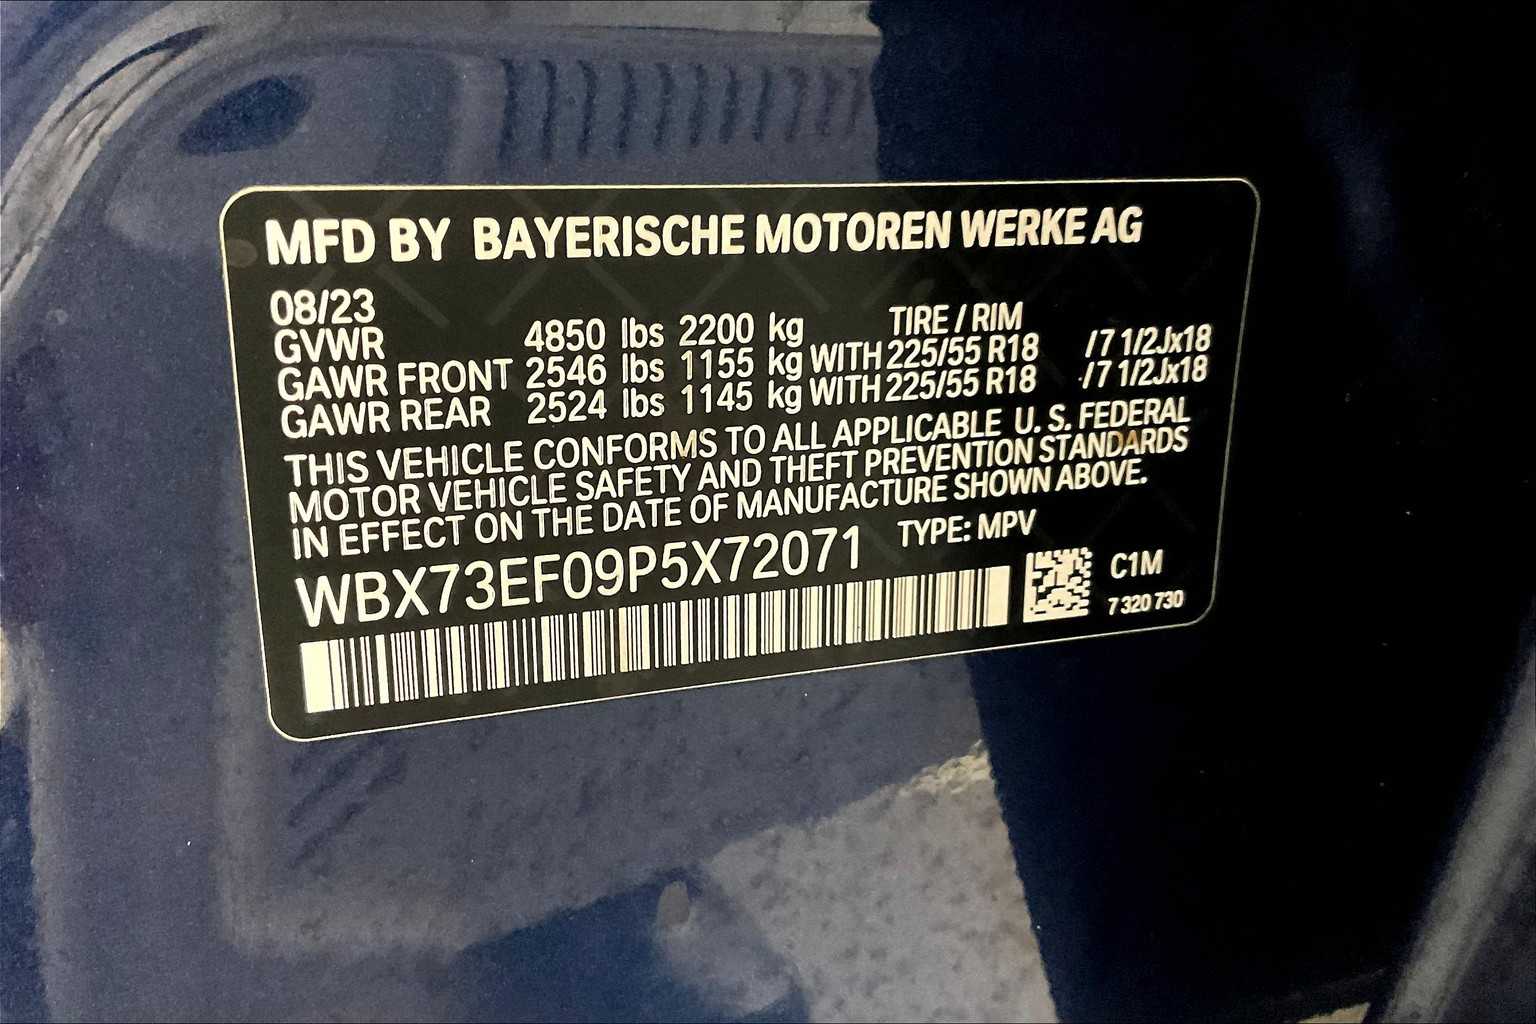 MFD BY BAYERISCHE MOTOREN WERKE AG
08/23
TIRE / RIM
GVWR 4850 lbs 2200 kg
GAWR FRONT 2546 lbs 1155 kg WITH 225/55 R18 /7 1/2Jx18
GAWR REAR 2524 lbs 1145 kg WITH 225/55 R18 /7 1/2Jx18
THIS VEHICLE CONFORMS TO ALL APPLICABLE U. S. FEDERAL
MOTOR VEHICLE SAFETY AND THEFT PREVENTION STANDARDS
IN EFFECT ON THE DATE OF MANUFACTURE SHOWN ABOVE.
WBX73EF09P5X72071 TYPE: MPV
C1M
7 320 730